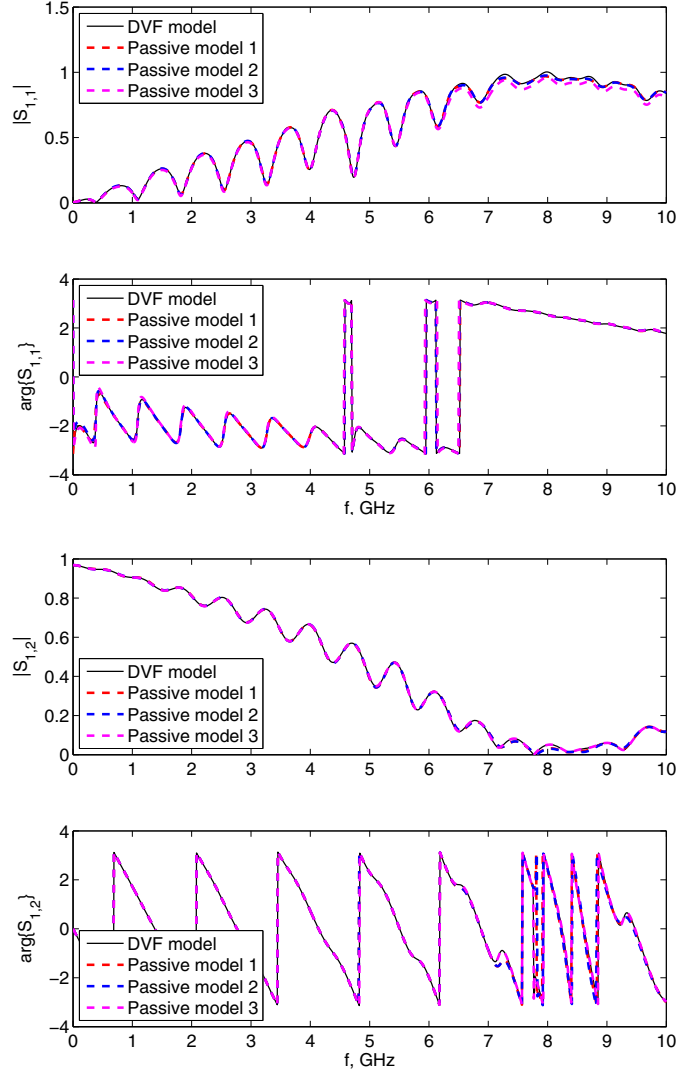 1.5
1
0.5
0
|S1,1|
DVF model
Passive model 1
Passive model 2
Passive model 3
0 1 2 3 4 5 6 7 8 9 10
4
2
0
−2
−4
arg{S1,1}
DVF model
Passive model 1
Passive model 2
Passive model 3
0 1 2 3 4 5 6 7 8 9 10
f, GHz
1
0.8
0.6
0.4
0.2
0
|S1,2|
DVF model
Passive model 1
Passive model 2
Passive model 3
0 1 2 3 4 5 6 7 8 9 10
4
2
0
−2
−4
arg{S1,2}
DVF model
Passive model 1
Passive model 2
Passive model 3
0 1 2 3 4 5 6 7 8 9 10
f, GHz